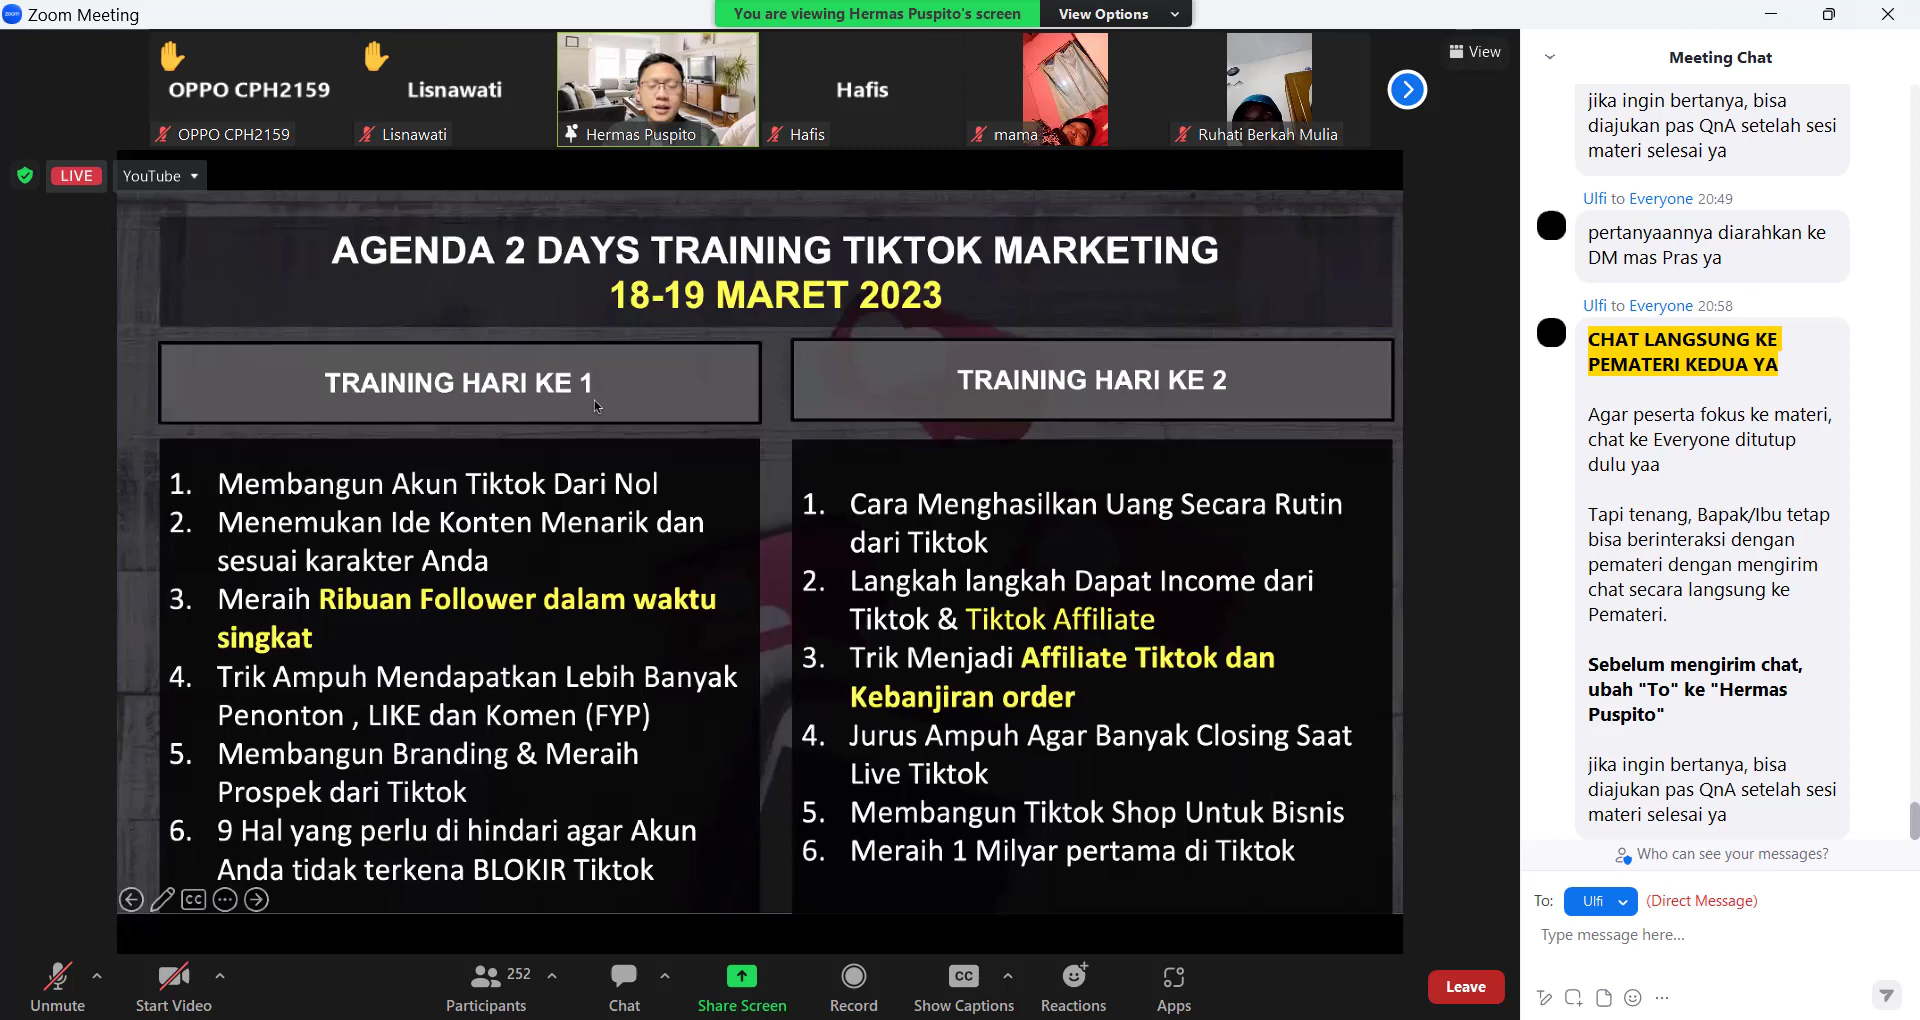 Zoom Meeting
You are viewing Hermas Puspito's screen
View Options
OPPO CPH2159
OPPO CPH2159
Lisnawati
Lisnawati
Hermas Puspito
Hafis
Hafis
mama
Ruhati Berkah Mulia
View
LIVE
YouTube
AGENDA 2 DAYS TRAINING TIKTOK MARKETING
18-19 MARET 2023
TRAINING HARI KE 1
1. Membangun Akun Tiktok Dari Nol
2. Menemukan Ide Konten Menarik dan
sesuai karakter Anda
3. Meraih Ribuan Follower dalam waktu
singkat
4. Trik Ampuh Mendapatkan Lebih Banyak
Penonton , LIKE dan Komen (FYP)
5. Membangun Branding & Meraih
Prospek dari Tiktok
6. 9 Hal yang perlu di hindari agar Akun
Anda tidak terkena BLOKIR Tiktok
TRAINING HARI KE 2
1. Cara Menghasilkan Uang Secara Rutin
dari Tiktok
2. Langkah langkah Dapat Income dari
Tiktok & Tiktok Affiliate
3. Trik Menjadi Affiliate Tiktok dan
Kebanjiran order
4. Jurus Ampuh Agar Banyak Closing Saat
Live Tiktok
5. Membangun Tiktok Shop Untuk Bisnis
6. Meraih 1 Milyar pertama di Tiktok
CC
Unmute
Start Video
252
Participants
Chat
Share Screen
Record
CC
Show Captions
Reactions
Apps
Leave
Meeting Chat
jika ingin bertanya, bisa
diajukan pas QnA setelah sesi
materi selesai ya
Ulfi to Everyone 20:49
pertanyaannya diarahkan ke
DM mas Pras ya
Ulfi to Everyone 20:58
CHAT LANGSUNG KE
PEMATERI KEDUA YA
Agar peserta fokus ke materi,
chat ke Everyone ditutup
dulu yaa
Tapi tenang, Bapak/Ibu tetap
bisa berinteraksi dengan
pemateri dengan mengirim
chat secara langsung ke
Pemateri.
Sebelum mengirim chat,
ubah "To" ke "Hermas
Puspito"
jika ingin bertanya, bisa
diajukan pas QnA setelah sesi
materi selesai ya
Who can see your messages?
To: Ulfi (Direct Message)
Type message here...